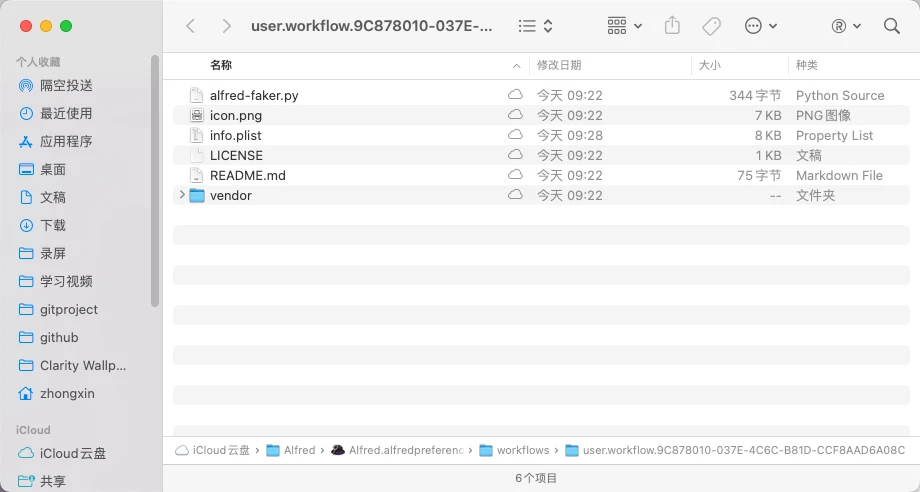 user.workflow.9C878010-037E-...
个人收藏
隔空投送
最近使用
应用程序
桌面
文稿
下载
录屏
学习视频
gitproject
github
Clarity Wallp...
zhongxin
iCloud
iCloud云盘
共享
名称 修改日期 大小 种类
alfred-faker.py 今天 09:22 344 字节 Python Source
icon.png 今天 09:22 7 KB PNG图像
info.plist 今天 09:28 8 KB Property List
LICENSE 今天 09:22 1 KB 文稿
README.md 今天 09:22 75 字节 Markdown File
vendor 今天 09:22 -- 文件夹
iCloud云盘 › Alfred › Alfred.alfredpreferenc › workflows › user.workflow.9C878010-037E-4C6C-B81D-CCF8AAD6A08C
6个项目